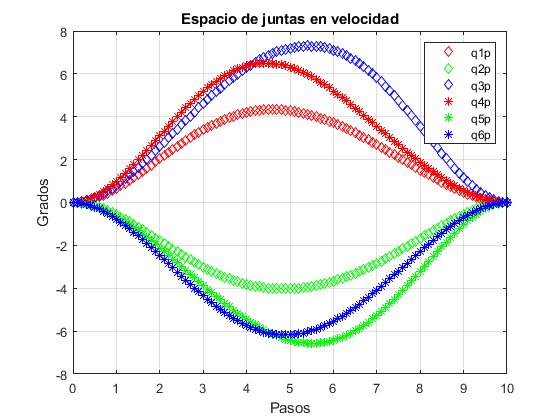 Espacio de juntas en velocidad
8
6
4
2
0
-2
-4
-6
-8
Grados
0 1 2 3 4 5 6 7 8 9 10
Pasos
q1p
q2p
q3p
q4p
q5p
q6p